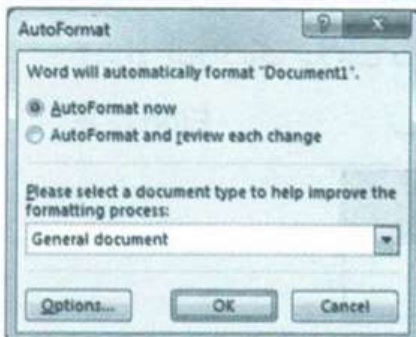 AutoFormat
Word will automatically format "Document1".
AutoFormat now
AutoFormat and review each change
Please select a document type to help improve the
formatting process:
General document
Options... OK Cancel